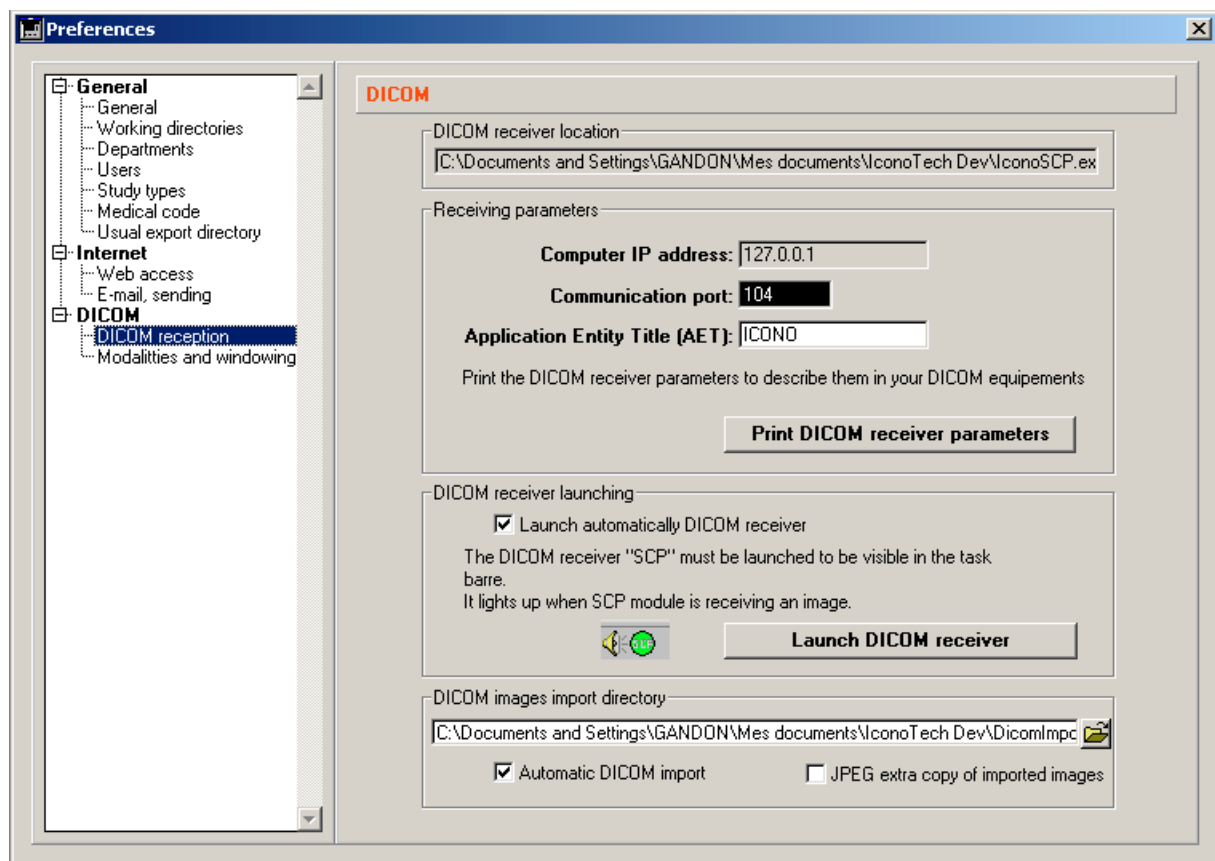 Preferences
General
General
Working directories
Departments
Users
Study types
Medical code
Usual export directory
Internet
Web access
E-mail, sending
DICOM
DICOM reception
Modalities and windowing
DICOM
DICOM receiver location
C:\Documents and Settings\GANDON\Mes documents\IconoTech Dev\IconoSCP.ex
Receiving parameters
Computer IP address: 127.0.0.1
Communication port: 104
Application Entity Title (AET): ICONO
Print the DICOM receiver parameters to describe them in your DICOM equipements
Print DICOM receiver parameters
DICOM receiver launching
Launch automatically DICOM receiver
The DICOM receiver "SCP" must be launched to be visible in the task
barre.
It lights up when SCP module is receiving an image.
SCP
Launch DICOM receiver
DICOM images import directory
C:\Documents and Settings\GANDON\Mes documents\IconoTech Dev\DicomImpc
Automatic DICOM import
JPEG extra copy of imported images